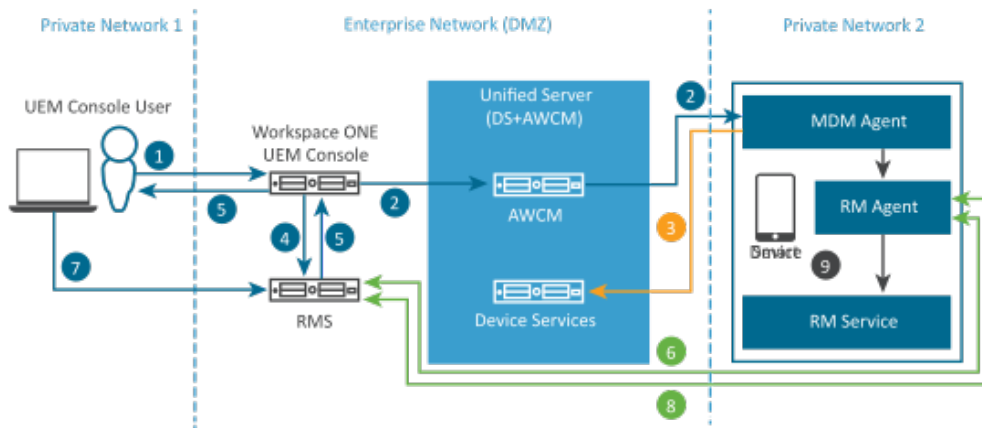 Private Network 1
Enterprise Network (DMZ)
Private Network 2
UEM Console User
Workspace ONE
UEM Console
Unified Server
(DS+AWCM)
AWCM
Device Services
RMS
MDM Agent
RM Agent
Device
RM Service
1
2
2
3
4
5
5
6
7
8
9